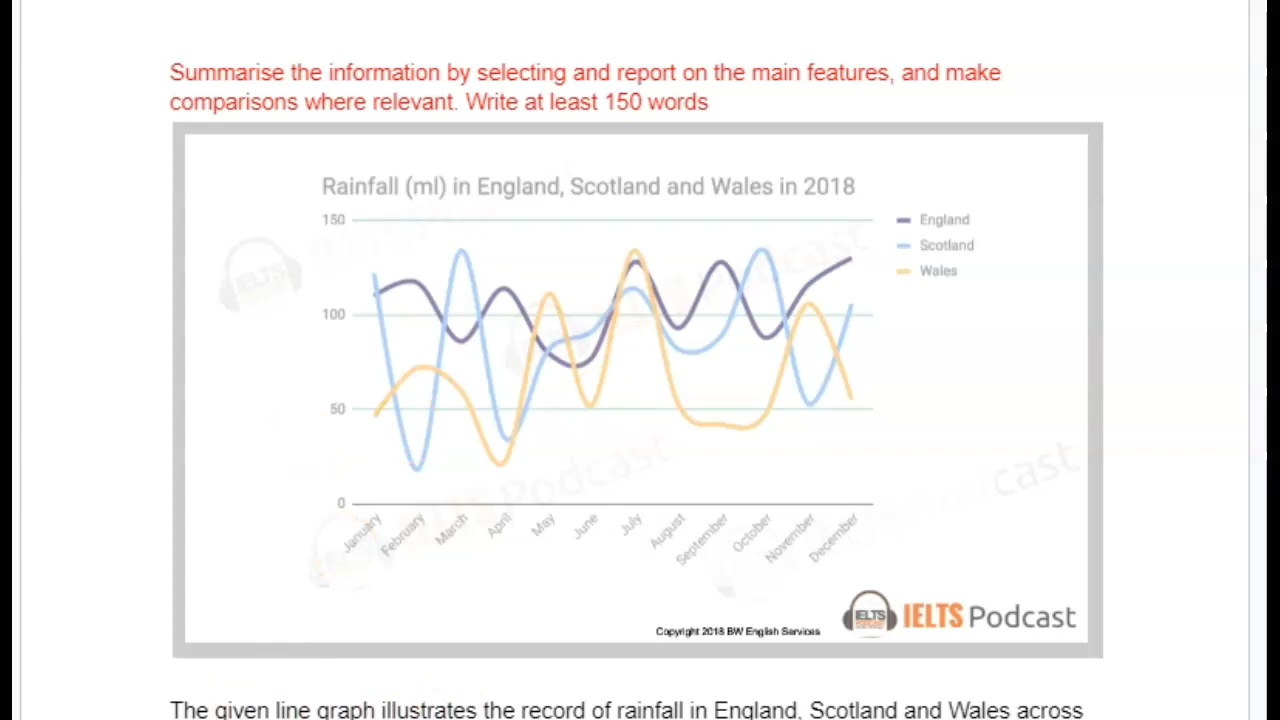 Summarise the information by selecting and report on the main features, and make
comparisons where relevant. Write at least 150 words
Rainfall (ml) in England, Scotland and Wales in 2018
150
100
50
0
England
Scotland
Wales
January
February
March
April
May
June
July
August
September
October
November
December
IELTS Podcast
Copyright 2018 BW English Services
The given line graph illustrates the record of rainfall in England, Scotland and Wales across